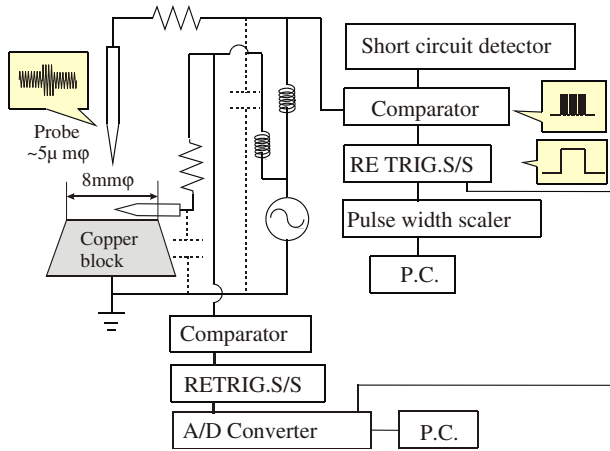 Short circuit detector
Comparator
Probe
~5μ mφ
RE TRIG.S/S
8mmφ
Pulse width scaler
Copper
block
P.C.
Comparator
RETRIG.S/S
A/D Converter
P.C.